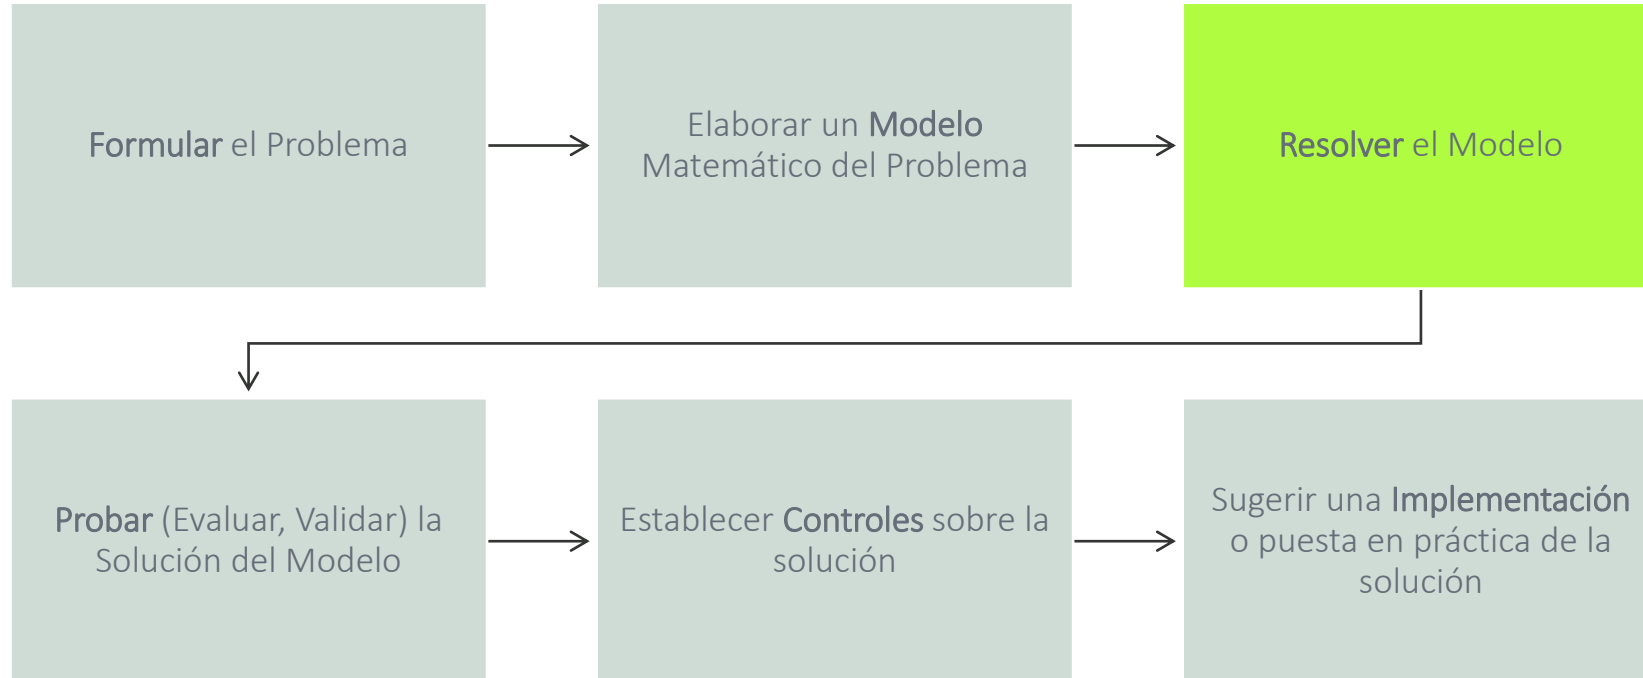 Formular el Problema
Elaborar un Modelo
Matemático del Problema
Resolver el Modelo
Probar (Evaluar, Validar) la
Solución del Modelo
Establecer Controles sobre la
solución
Sugerir una Implementación
o puesta en práctica de la
solución